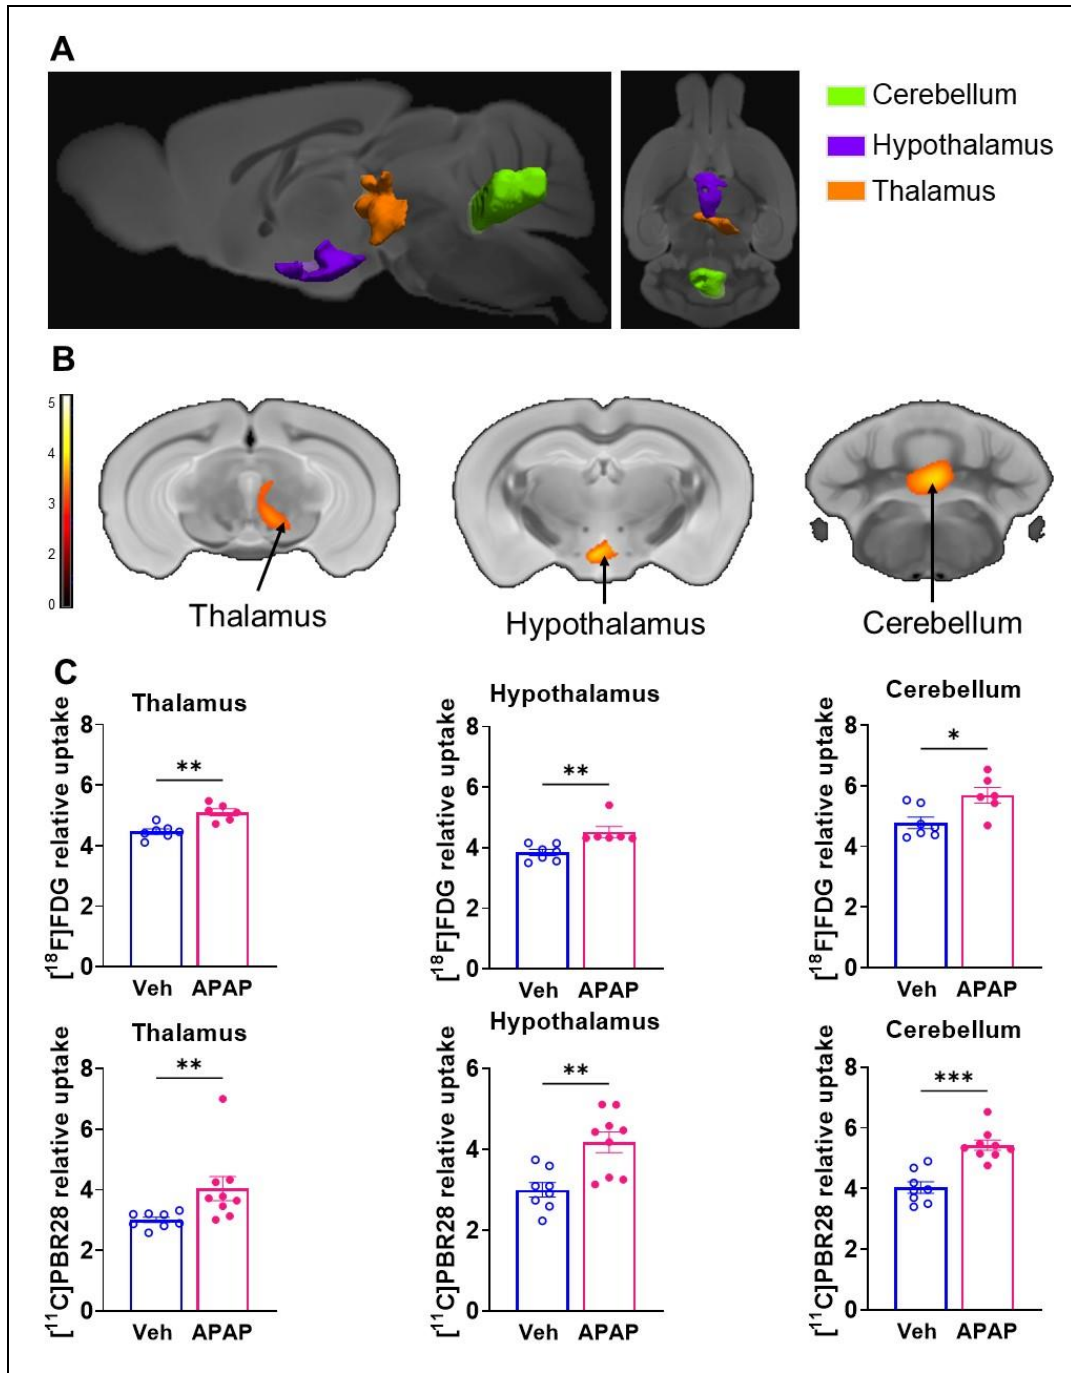 A
Cerebellum
Hypothalamus
Thalamus
B
5
4
3
2
0
Thalamus
Hypothalamus
Cerebellum
C
Thalamus
[¹⁸F]FDG relative uptake
8
6
4
2
0
**
Veh APAP
Hypothalamus
[¹⁸F]FDG relative uptake
8
6
4
2
0
**
Veh APAP
Cerebellum
[¹⁸F]FDG relative uptake
8
6
4
2
0
*
Veh APAP
Thalamus
[¹¹C]PBR28 relative uptake
8
6
4
2
0
**
Veh APAP
Hypothalamus
[¹¹C]PBR28 relative uptake
6
4
2
0
**
Veh APAP
Cerebellum
[¹¹C]PBR28 relative uptake
8
6
4
2
0
***
Veh APAP